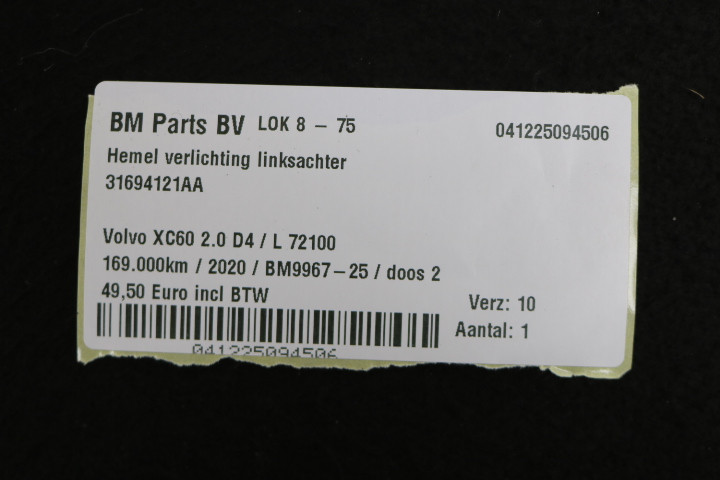 BM Parts BV LOK 8 - 75 041225094506
Hemel verlichting linksachter
31694121AA
Volvo XC60 2.0 D4 / L 72100
169.000km / 2020 / BM9967-25 / doos 2
49,50 Euro incl BTW
Verz: 10
Aantal: 1
041225094506